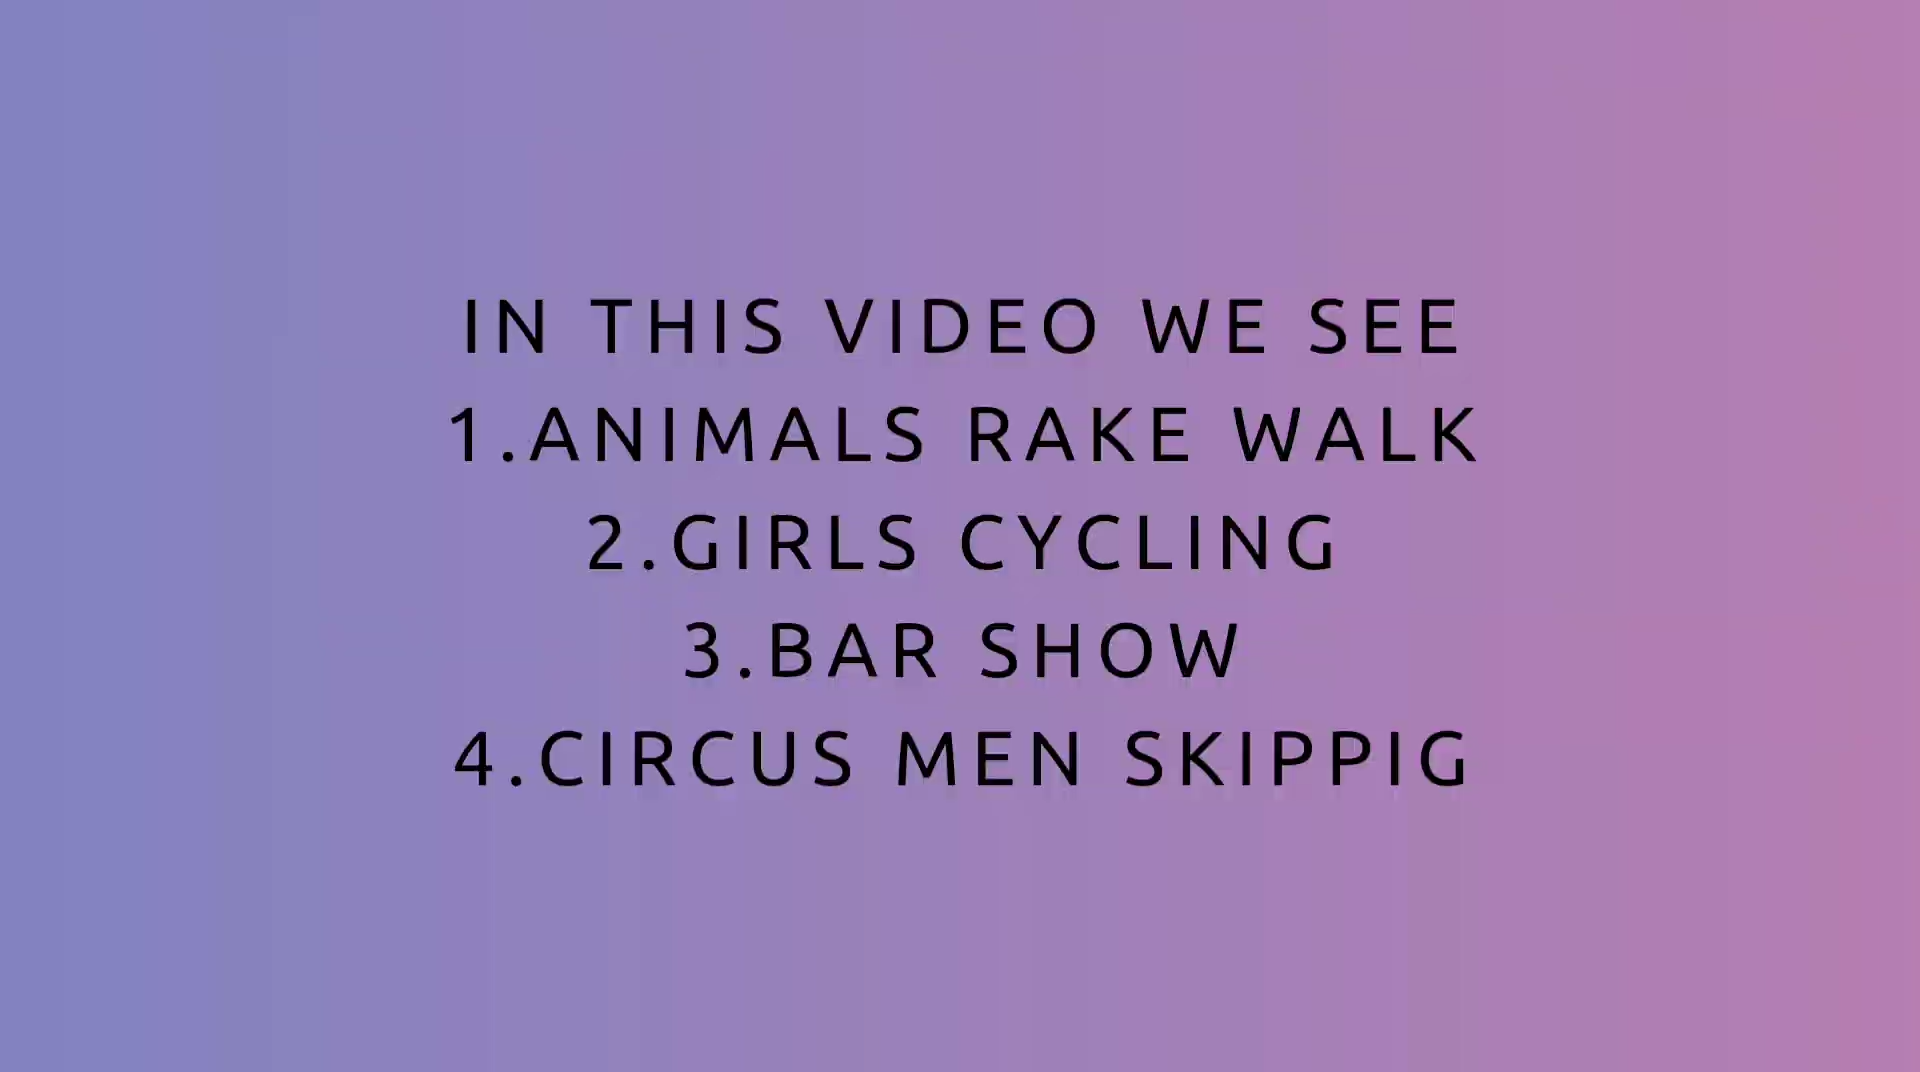 IN THIS VIDEO WE SEE
1.ANIMALS RAKE WALK
2.GIRLS CYCLING
3.BAR SHOW
4.CIRCUS MEN SKIPPIG